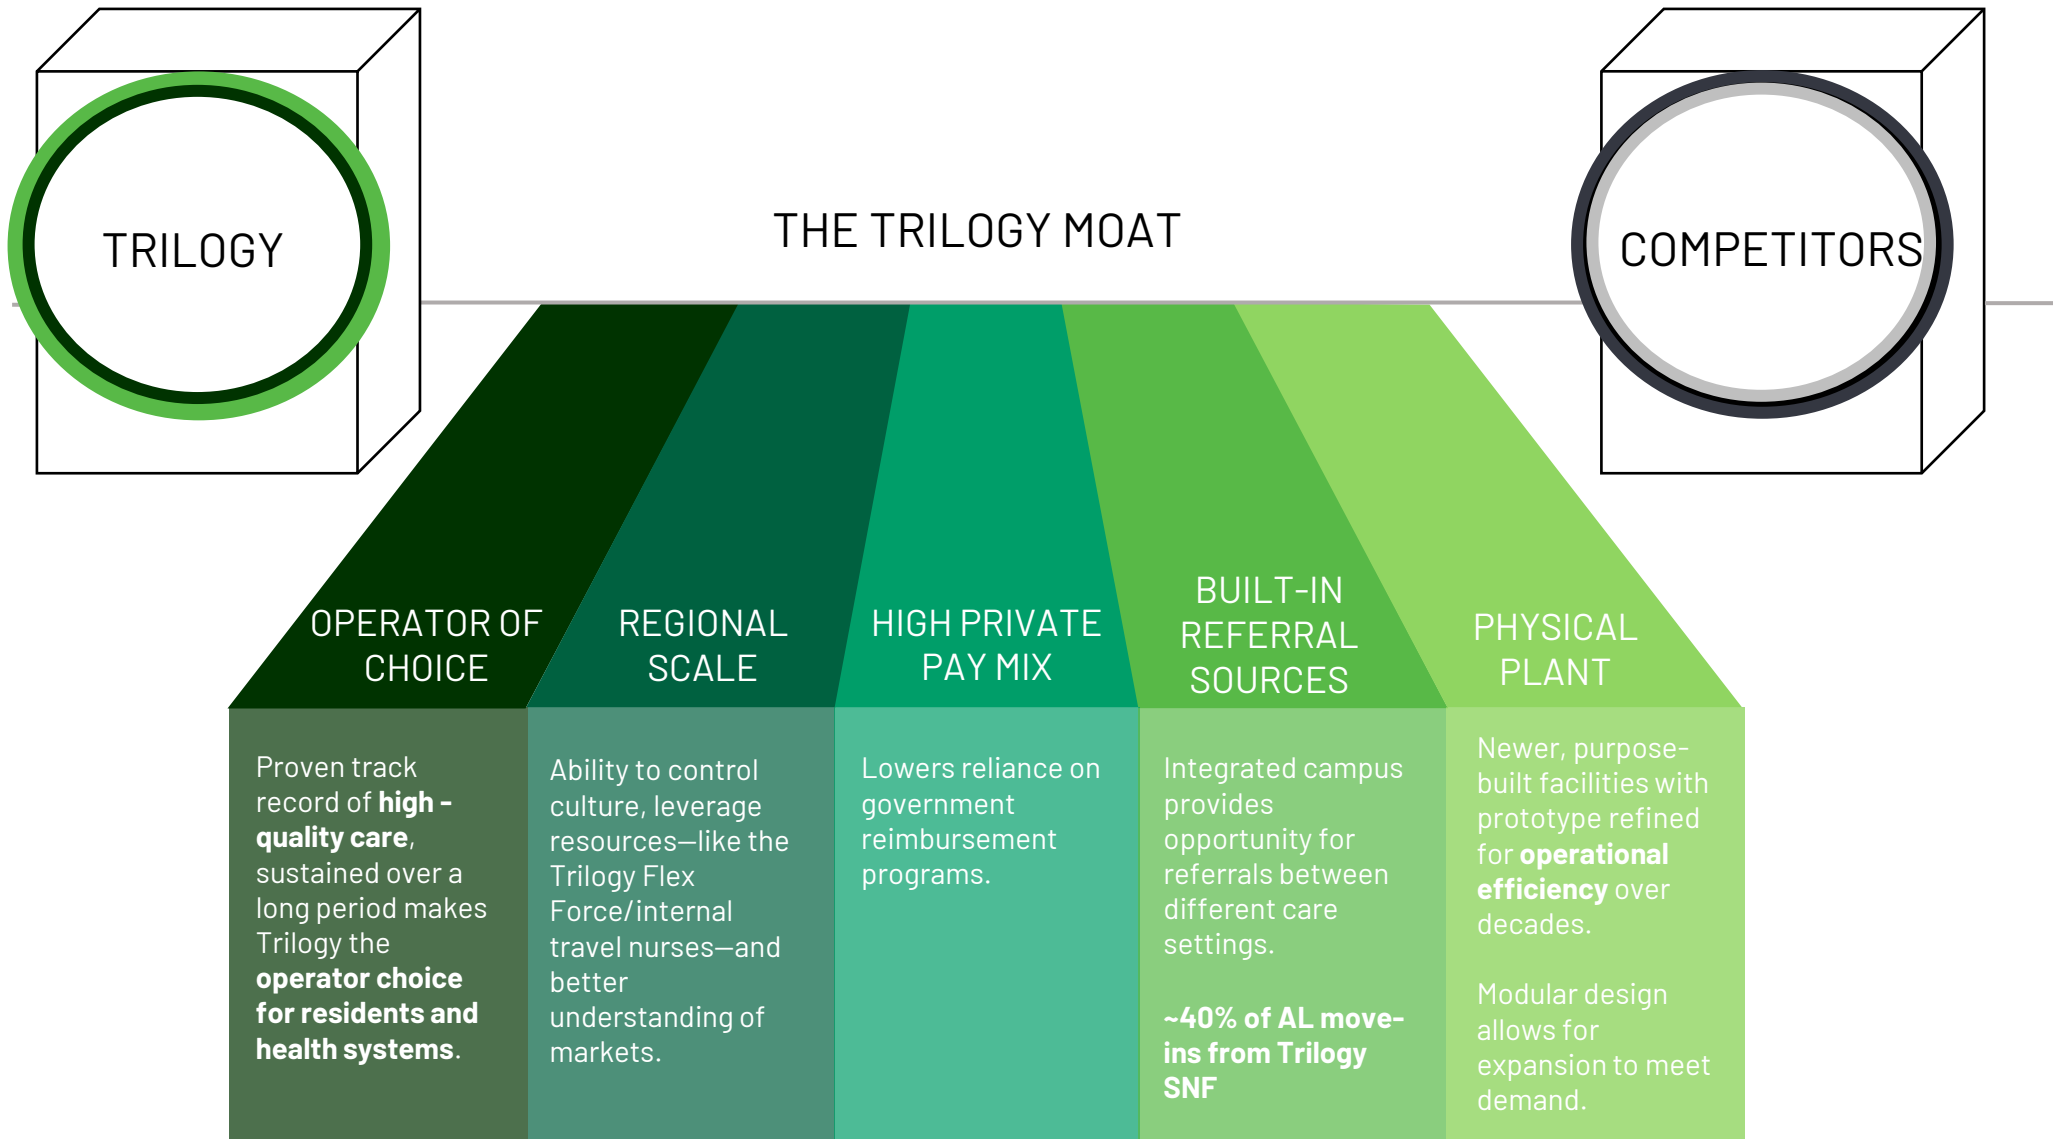 TRILOGY
THE TRILOGY MOAT
COMPETITORS
OPERATOR OF
CHOICE
Proven track
record of high -
quality care,
sustained over a
long period makes
Trilogy the
operator choice
for residents and
health systems.
REGIONAL
SCALE
Ability to control
culture, leverage
resources—like the
Trilogy Flex
Force/internal
travel nurses—and
better
understanding of
markets.
HIGH PRIVATE
PAY MIX
Lowers reliance on
government
reimbursement
programs.
BUILT-IN
REFERRAL
SOURCES
Integrated campus
provides
opportunity for
referrals between
different care
settings.
~40% of AL move-
ins from Trilogy
SNF
PHYSICAL
PLANT
Newer, purpose-
built facilities with
prototype refined
for operational
efficiency over
decades.
Modular design
allows for
expansion to meet
demand.